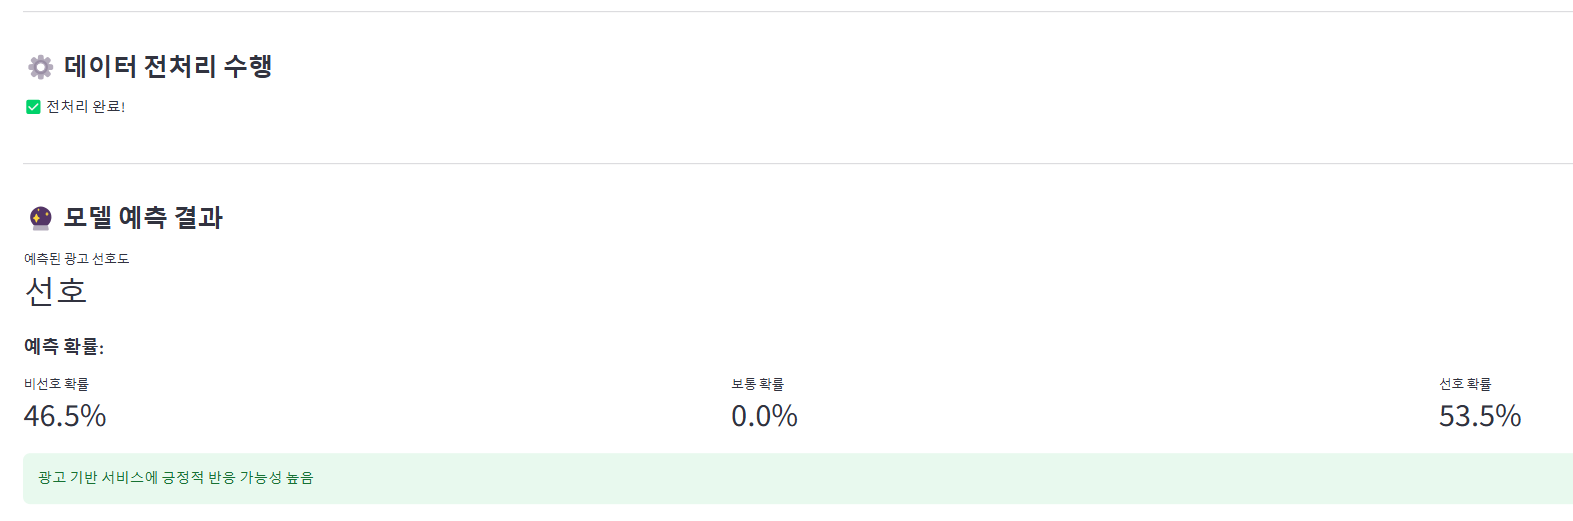 데이터 전처리 수행
전처리 완료!
모델 예측 결과
예측된 광고 선호도
선호
예측 확률:
비선호 확률
46.5%
보통 확률
0.0%
선호 확률
53.5%
광고 기반 서비스에 긍정적 반응 가능성 높음